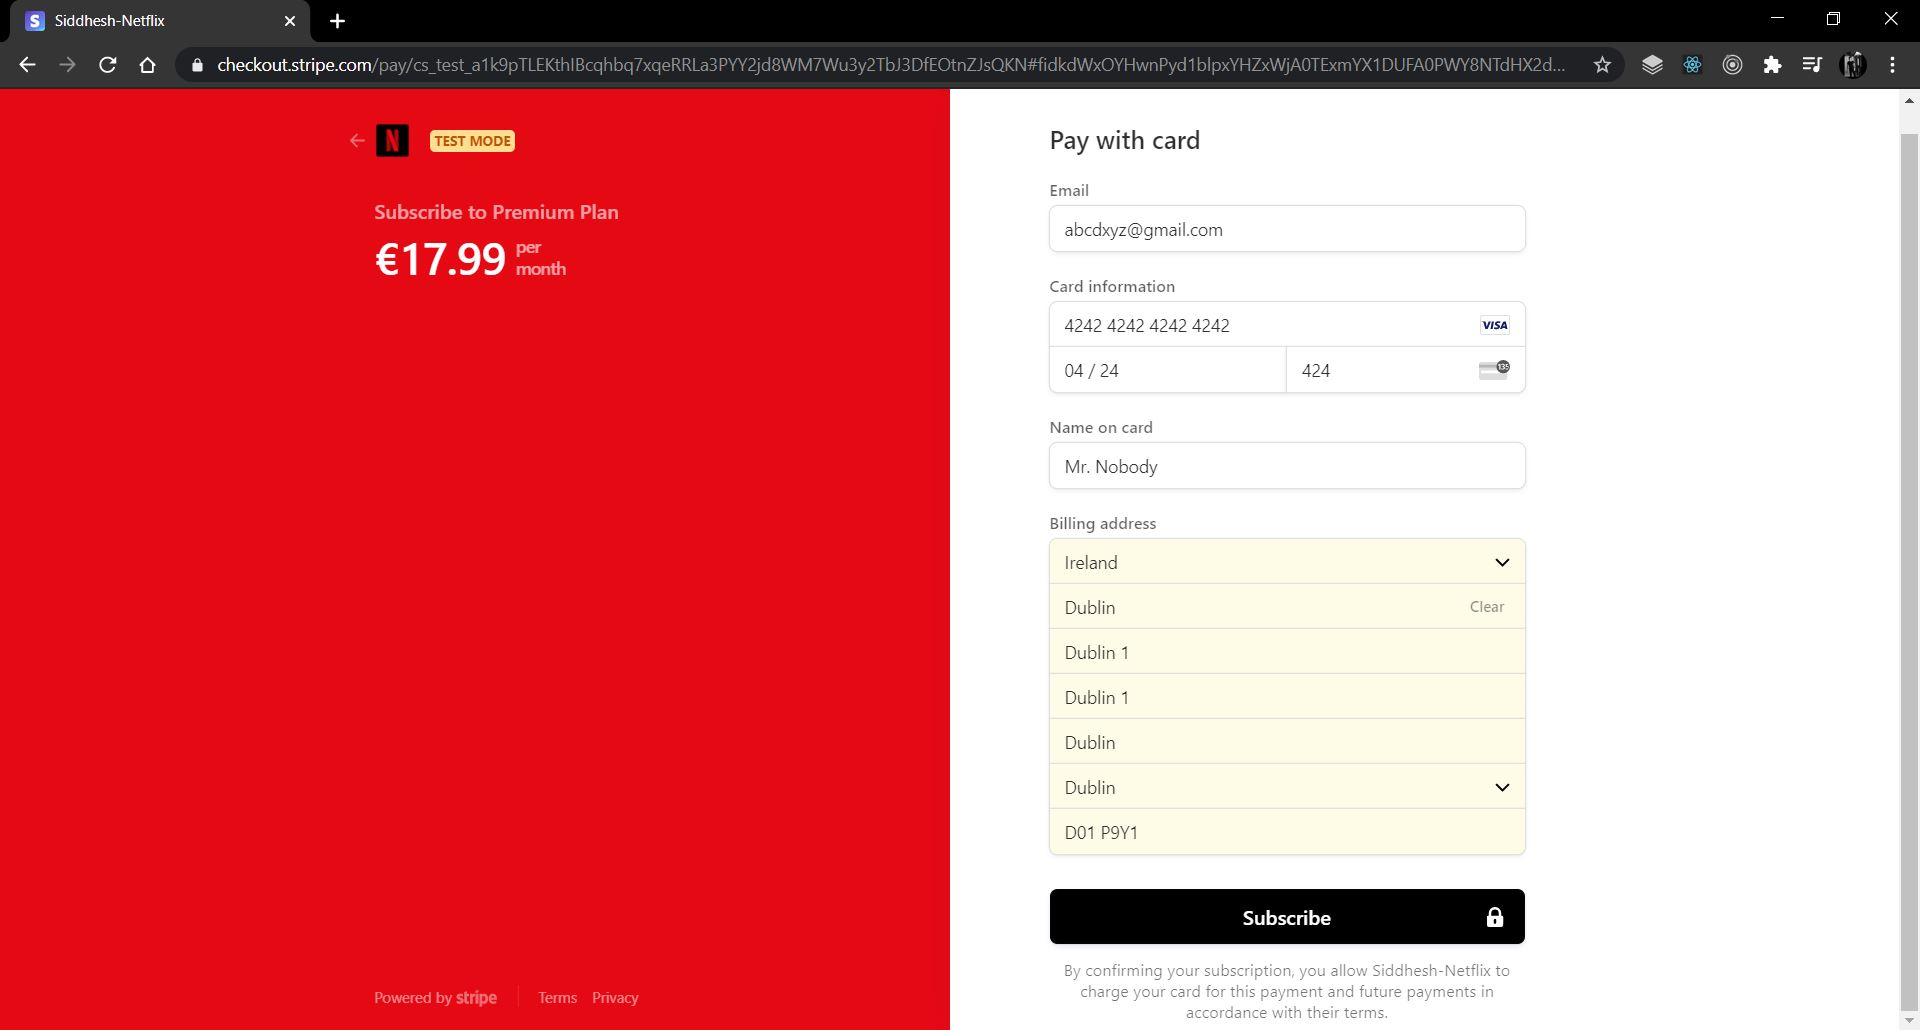 Siddhesh-Netflix
checkout.stripe.com/pay/cs_test_a1k9pTLEKthIBcqhbq7xqeRRLa3PYY2jd8WM7Wu3y2TbJ3DfEOtnZJsQKN#fidkdWxOYHwnPyd1blpxYHZxWjA0TExmYX1DUFA0PWY8NTdHX2d...
N
TEST MODE
Subscribe to Premium Plan
€17.99 per month
Powered by stripe
Terms Privacy
Pay with card
Email
abcdxyz@gmail.com
Card information
4242 4242 4242 4242
VISA
04 / 24
424
135
Name on card
Mr. Nobody
Billing address
Ireland
Dublin
Clear
Dublin 1
Dublin 1
Dublin
Dublin
D01 P9Y1
Subscribe
By confirming your subscription, you allow Siddhesh-Netflix to
charge your card for this payment and future payments in
accordance with their terms.